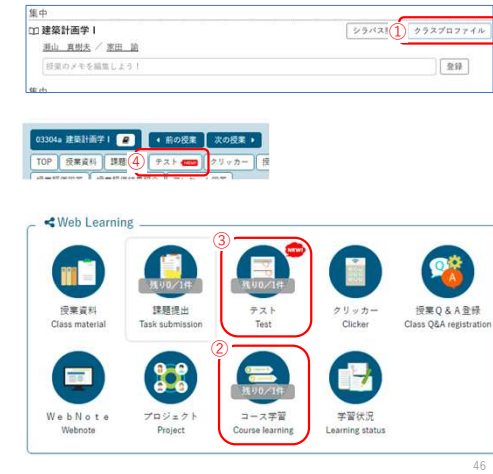 集中
建築計画学Ⅰ
シラバス
① クラスプロファイル
瀬山 真樹夫 ／ 家田 諭
授業のメモを編集しよう！
登録
集中
03304a 建築計画学Ⅰ
前の授業
次の授業
TOP
授業資料
課題
④
テスト NEW!
クリッカー
Web Learning
③
NEW!
残り0/1件
残り0/1件
授業資料
Class material
課題提出
Task submission
テスト
Test
クリッカー
Clicker
授業Ｑ＆Ａ登録
Class Q&A registration
②
残り0/1件
ＷｅｂＮｏｔｅ
Webnote
プロジェクト
Project
コース学習
Course learning
学習状況
Learning status
46